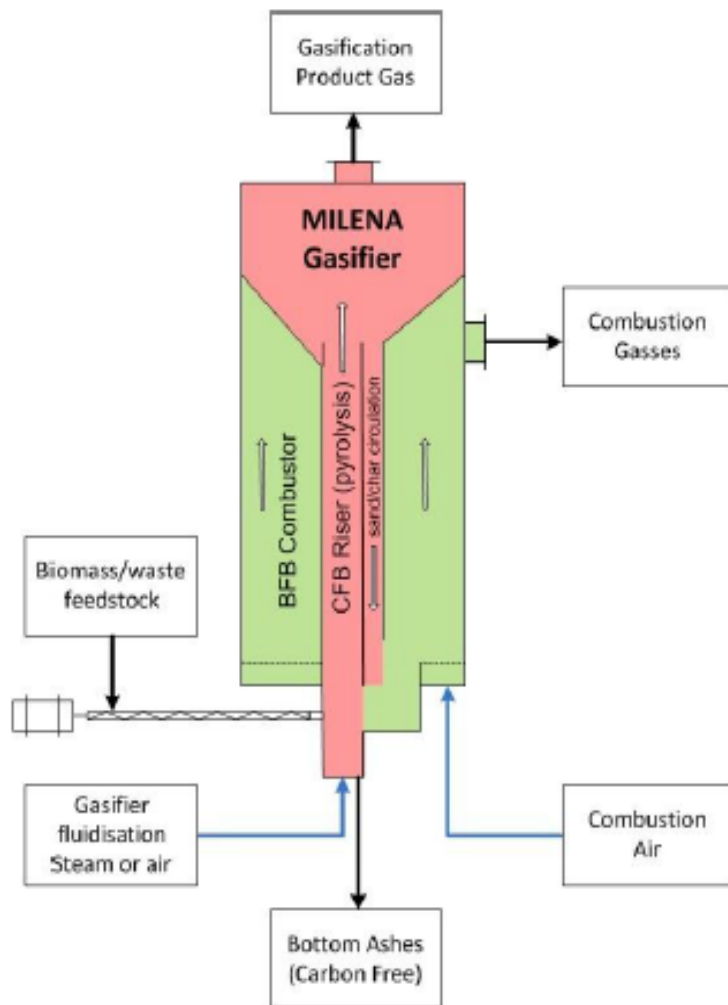 Gasification
Product Gas
MILENA
Gasifier
Combustion
Gasses
BFB Combustor
CFB Riser (pyrolysis)
sand/char circulation
Biomass/waste
feedstock
Gasifier
fluidisation
Steam or air
Combustion
Air
Bottom Ashes
(Carbon Free)